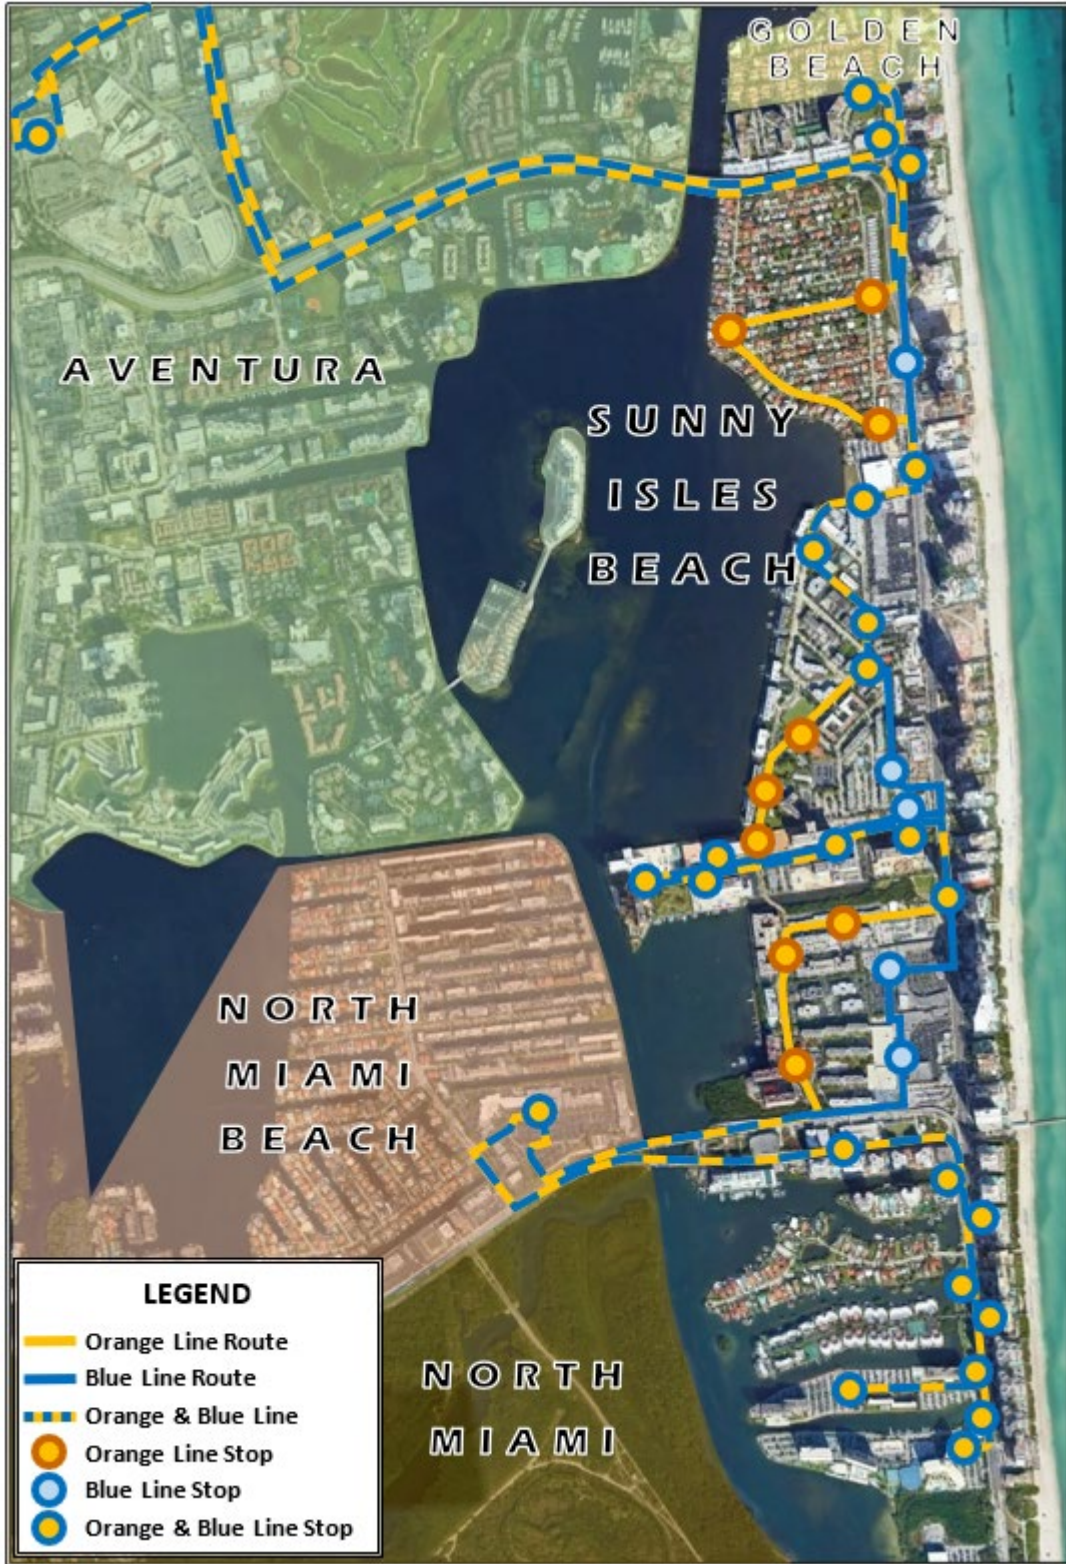 GOLDEN
BEACH
AVENTURA
SUNNY
ISLES
BEACH
NORTH
MIAMI
BEACH
NORTH
MIAMI
LEGEND
Orange Line Route
Blue Line Route
Orange & Blue Line
Orange Line Stop
Blue Line Stop
Orange & Blue Line Stop